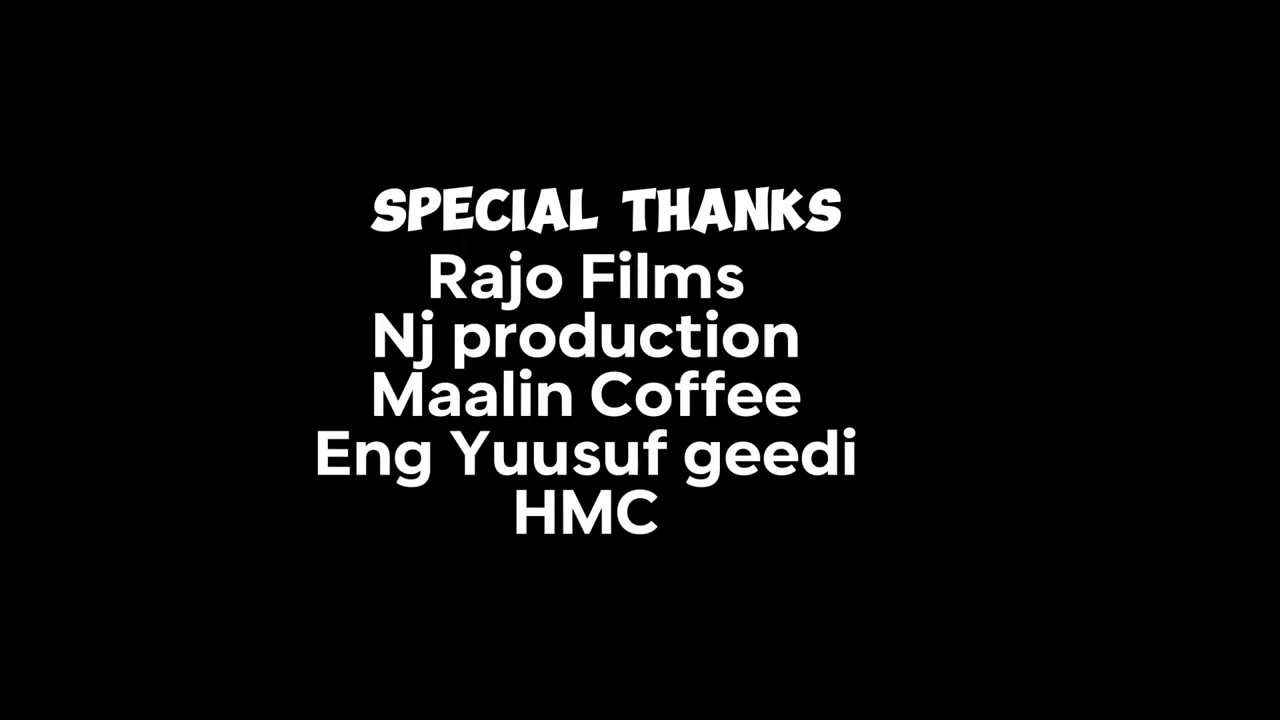 SPECIAL THANKS
Rajo Films
Nj production
Maalin Coffee
Eng Yuusuf geedi
HMC